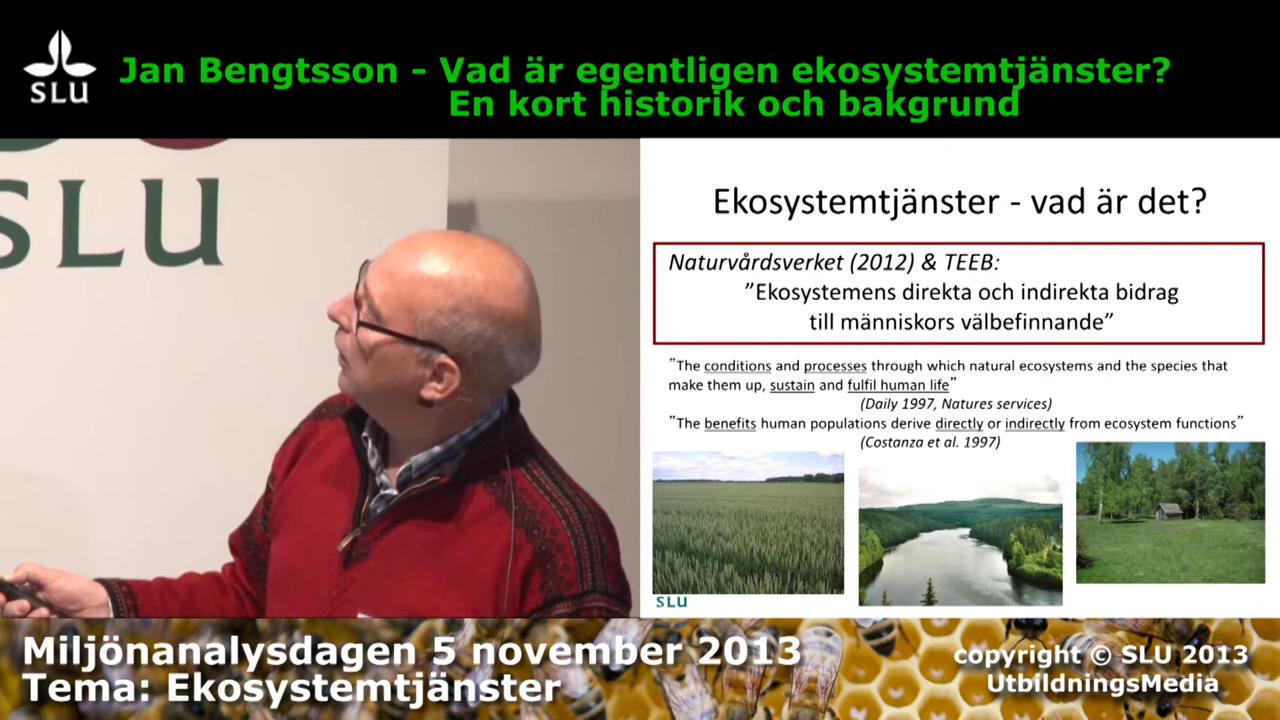 SLU
Jan Bengtsson - Vad är egentligen ekosystemtjänster?
En kort historik och bakgrund
SLU
Ekosystemtjänster - vad är det?
Naturvårdsverket (2012) & TEEB:
”Ekosystemens direkta och indirekta bidrag
till människors välbefinnande”
”The conditions and processes through which natural ecosystems and the species that
make them up, sustain and fulfil human life”
(Daily 1997, Natures services)
”The benefits human populations derive directly or indirectly from ecosystem functions”
(Costanza et al. 1997)
SLU
Miljönanalysdagen 5 november 2013
Tema: Ekosystemtjänster
copyright © SLU 2013
UtbildningsMedia